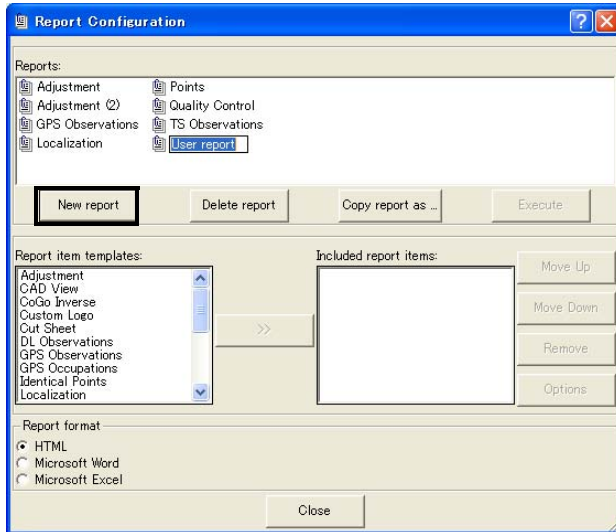 Report Configuration
Reports:
Adjustment
Adjustment (2)
GPS Observations
Localization
Points
Quality Control
TS Observations
User report
New report
Delete report
Copy report as ...
Execute
Report item templates:
Adjustment
CAD View
CoGo Inverse
Custom Logo
Cut Sheet
DL Observations
GPS Observations
GPS Occupations
Identical Points
Localization
>>
Included report items:
Move Up
Move Down
Remove
Options
Report format
HTML
Microsoft Word
Microsoft Excel
Close